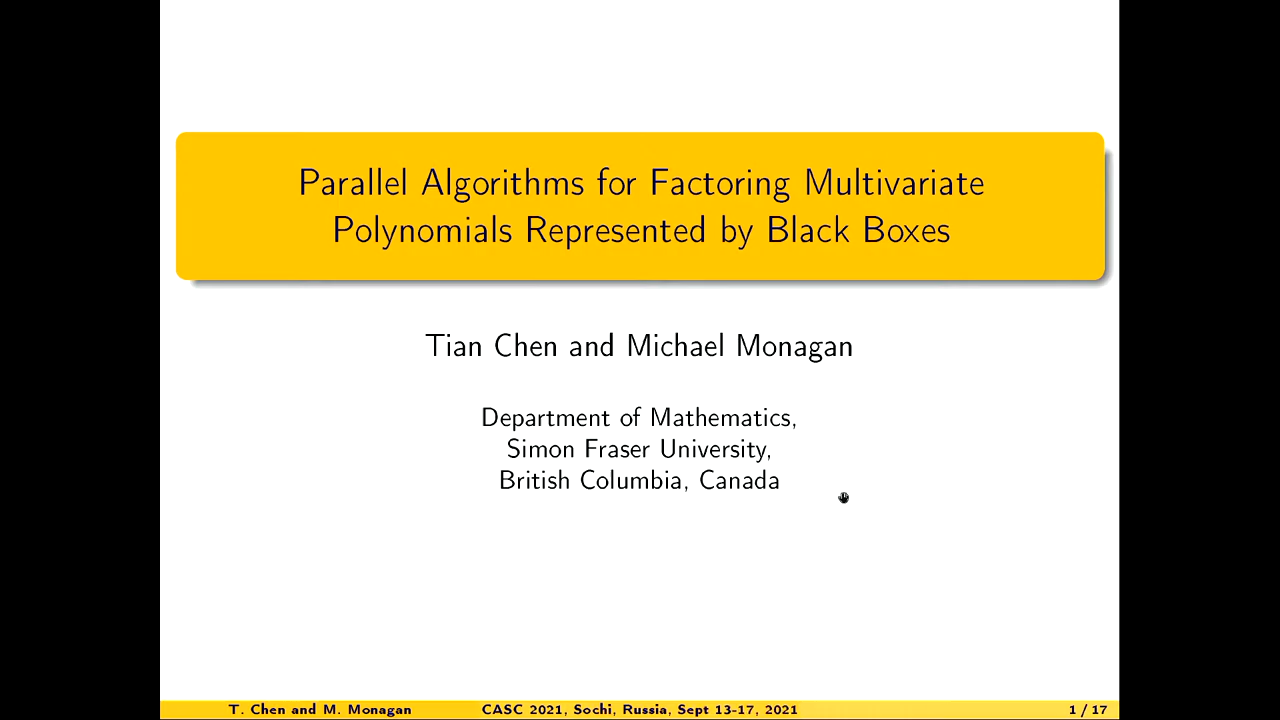 Parallel Algorithms for Factoring Multivariate
Polynomials Represented by Black Boxes
Tian Chen and Michael Monagan
Department of Mathematics,
Simon Fraser University,
British Columbia, Canada
T. Chen and M. Monagan CASC 2021, Sochi, Russia, Sept 13-17, 2021 1 / 17